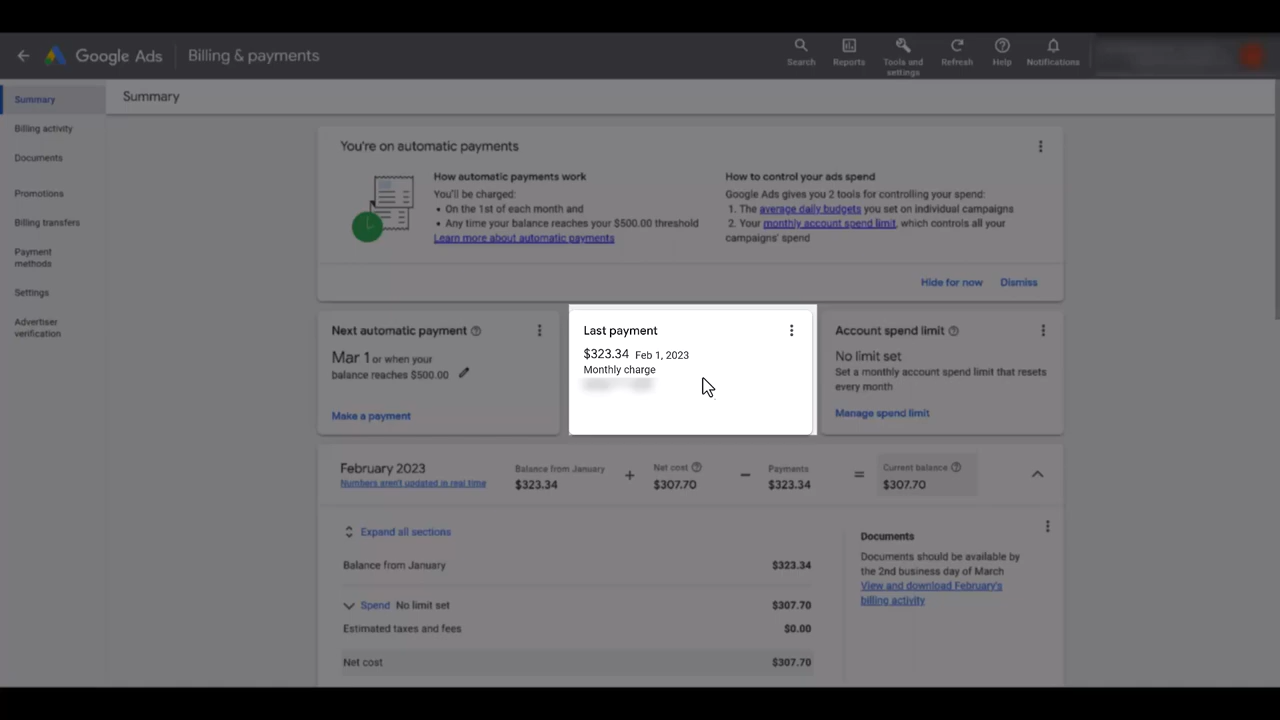 Google Ads
Billing & payments
Search
Reports
Tools and
settings
Refresh
Help
Notifications
Summary
Billing activity
Documents
Promotions
Billing transfers
Payment
methods
Settings
Advertiser
verification
Summary
You're on automatic payments
How automatic payments work
You'll be charged:
• On the 1st of each month and
• Any time your balance reaches your $500.00 threshold
Learn more about automatic payments
How to control your ads spend
Google Ads gives you 2 tools for controlling your spend:
1. The average daily budgets you set on individual campaigns
2. Your monthly account spend limit, which controls all your
campaigns' spend
Hide for now
Dismiss
Next automatic payment
Mar 1 or when your
balance reaches $500.00
Make a payment
Last payment
$323.34 Feb 1, 2023
Monthly charge
Account spend limit
No limit set
Set a monthly account spend limit that resets
every month
Manage spend limit
February 2023
Numbers aren't updated in real time
Balance from January
$323.34
+
Net cost
$307.70
−
Payments
$323.34
=
Current balance
$307.70
Expand all sections
Balance from January $323.34
Spend No limit set $307.70
Estimated taxes and fees $0.00
Net cost $307.70
Documents
Documents should be available by
the 2nd business day of March
View and download February's
billing activity